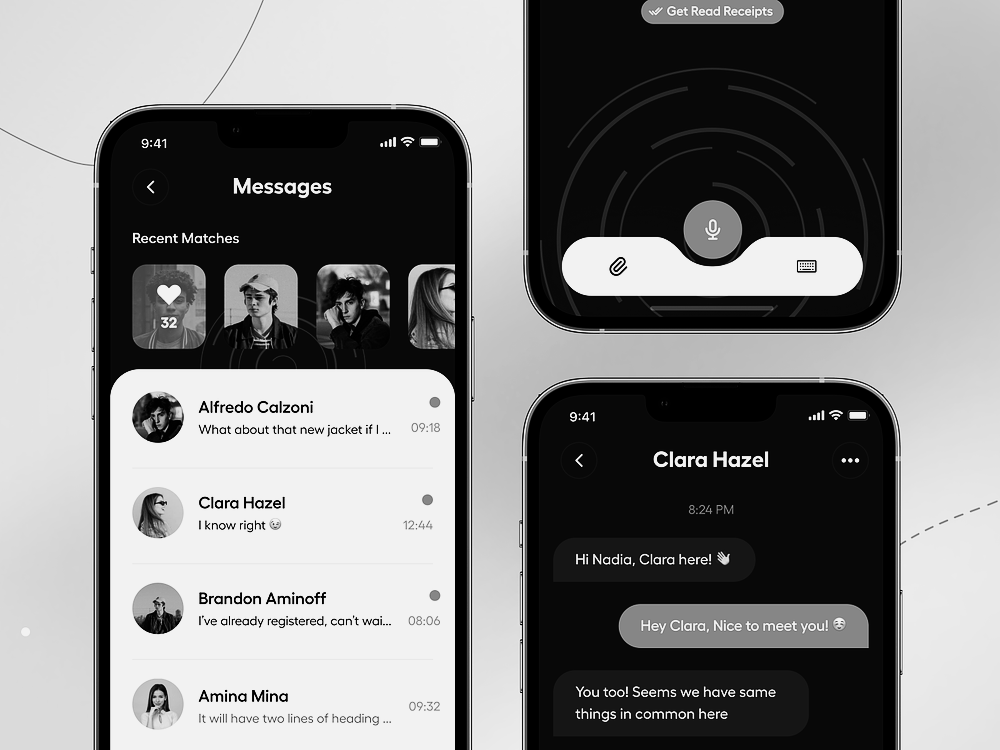 Get Read Receipts
9:41
Messages
Recent Matches
32
Alfredo Calzoni
What about that new jacket if I ...
09:18
Clara Hazel
I know right 😉
12:44
Brandon Aminoff
I've already registered, can't wai...
08:06
Amina Mina
It will have two lines of heading ...
09:32
9:41
Clara Hazel
8:24 PM
Hi Nadia, Clara here! 👋
Hey Clara, Nice to meet you! 😂
You too! Seems we have same
things in common here